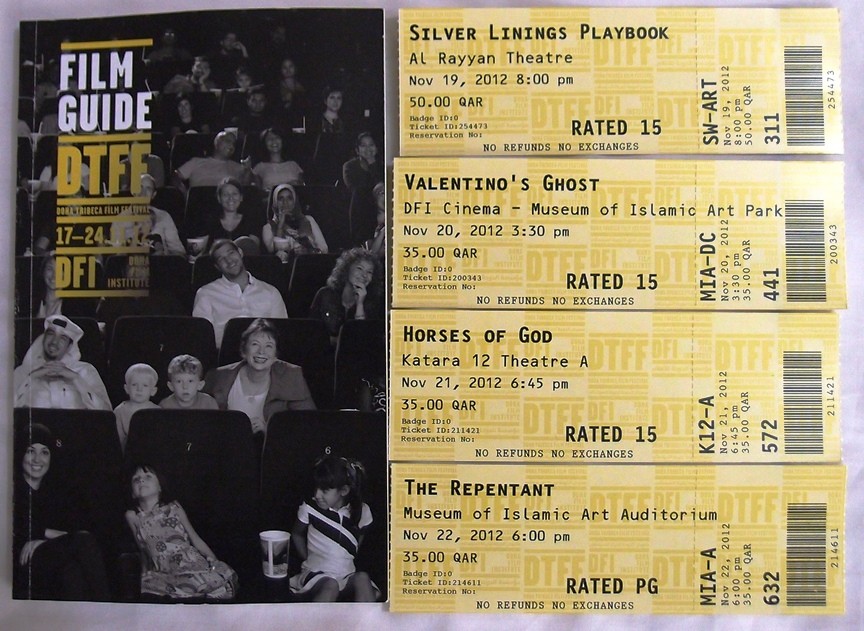 FILM
GUIDE
DTFF
DOHA TRIBECA FILM FESTIVAL
17–24
DFI
DOHA
FILM
INSTITUTE
7
8
7
6
SILVER LININGS PLAYBOOK
Al Rayyan Theatre
Nov 19, 2012 8:00 pm
50.00 QAR
Badge ID:0
Ticket ID:254473
Reservation No:
RATED 15
NO REFUNDS NO EXCHANGES
SW-ART
Nov 19, 2012
8:00 pm
50.00 QAR
311
254473
VALENTINO'S GHOST
DFI Cinema - Museum of Islamic Art Park
Nov 20, 2012 3:30 pm
35.00 QAR
Badge ID:0
Ticket ID:200343
Reservation No:
RATED 15
NO REFUNDS NO EXCHANGES
MIA-DC
Nov 20, 2012
3:30 pm
35.00 QAR
441
200343
HORSES OF GOD
Katara 12 Theatre A
Nov 21, 2012 6:45 pm
35.00 QAR
Badge ID:0
Ticket ID:211421
Reservation No:
RATED 15
NO REFUNDS NO EXCHANGES
K12-A
Nov 21, 2012
6:45 pm
35.00 QAR
572
211421
THE REPENTANT
Museum of Islamic Art Auditorium
Nov 22, 2012 6:00 pm
35.00 QAR
Badge ID:0
Ticket ID:214611
Reservation No:
RATED PG
NO REFUNDS NO EXCHANGES
MIA-A
Nov 22, 2012
6:00 pm
35.00 QAR
632
214611